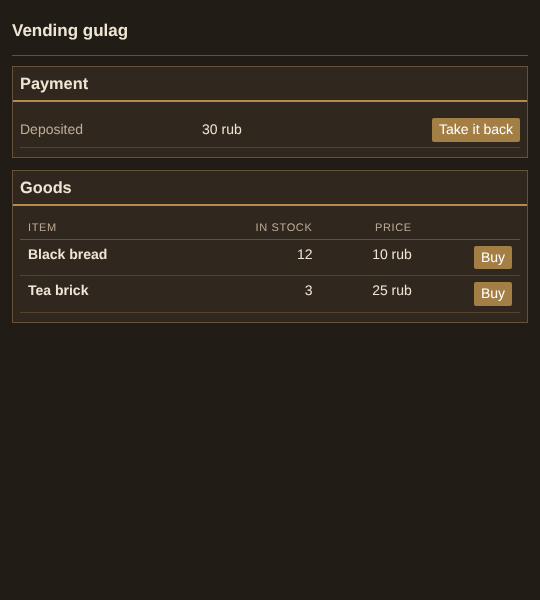 Vending gulag
Payment
Deposited 30 rub Take it back
Goods
ITEM IN STOCK PRICE
Black bread 12 10 rub Buy
Tea brick 3 25 rub Buy